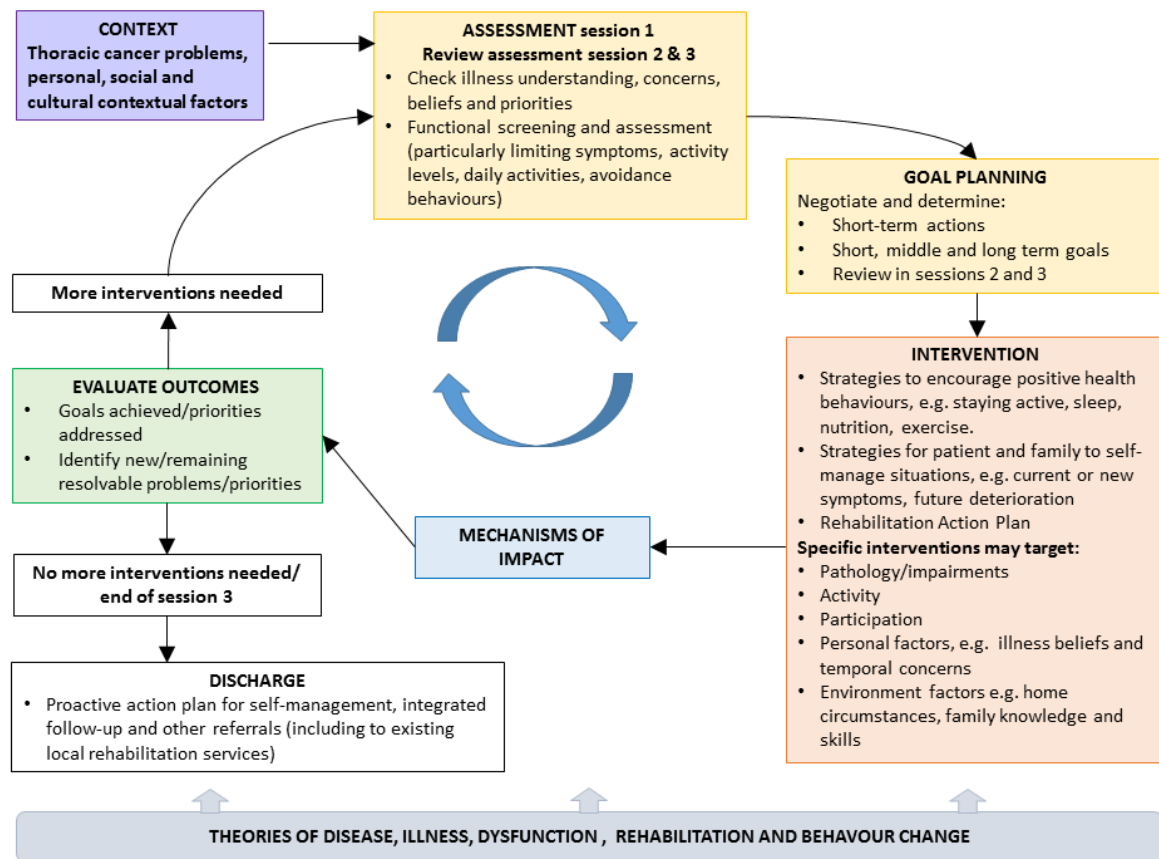 CONTEXT
Thoracic cancer problems,
personal, social and
cultural contextual factors
ASSESSMENT session 1
Review assessment session 2 & 3
• Check illness understanding, concerns,
beliefs and priorities
• Functional screening and assessment
(particularly limiting symptoms, activity
levels, daily activities, avoidance
behaviours)
GOAL PLANNING
Negotiate and determine:
• Short-term actions
• Short, middle and long term goals
• Review in sessions 2 and 3
INTERVENTION
• Strategies to encourage positive health
behaviours, e.g. staying active, sleep,
nutrition, exercise.
• Strategies for patient and family to self-
manage situations, e.g. current or new
symptoms, future deterioration
• Rehabilitation Action Plan
Specific interventions may target:
• Pathology/impairments
• Activity
• Participation
• Personal factors, e.g. illness beliefs and
temporal concerns
• Environment factors e.g. home
circumstances, family knowledge and
skills
MECHANISMS OF
IMPACT
More interventions needed
EVALUATE OUTCOMES
• Goals achieved/priorities
addressed
• Identify new/remaining
resolvable problems/priorities
No more interventions needed/
end of session 3
DISCHARGE
• Proactive action plan for self-management, integrated
follow-up and other referrals (including to existing
local rehabilitation services)
THEORIES OF DISEASE, ILLNESS, DYSFUNCTION , REHABILITATION AND BEHAVOUR CHANGE